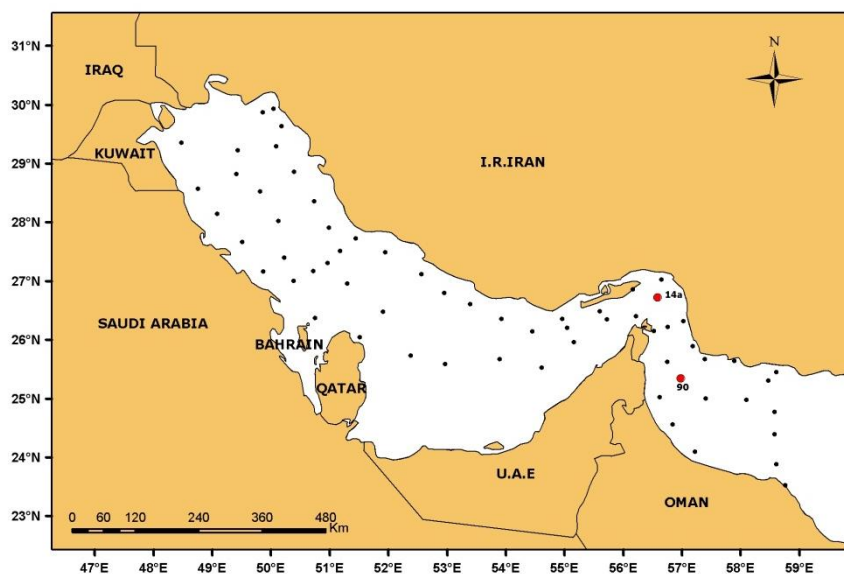 N
31°N
IRAQ
30°N
KUWAIT
29°N
I.R.IRAN
28°N
27°N
14a
SAUDI ARABIA
26°N
BAHRAIN
QATAR
90
25°N
24°N
U.A.E
OMAN
23°N
0 60 120 240 360 480
Km
47°E 48°E 49°E 50°E 51°E 52°E 53°E 54°E 55°E 56°E 57°E 58°E 59°E